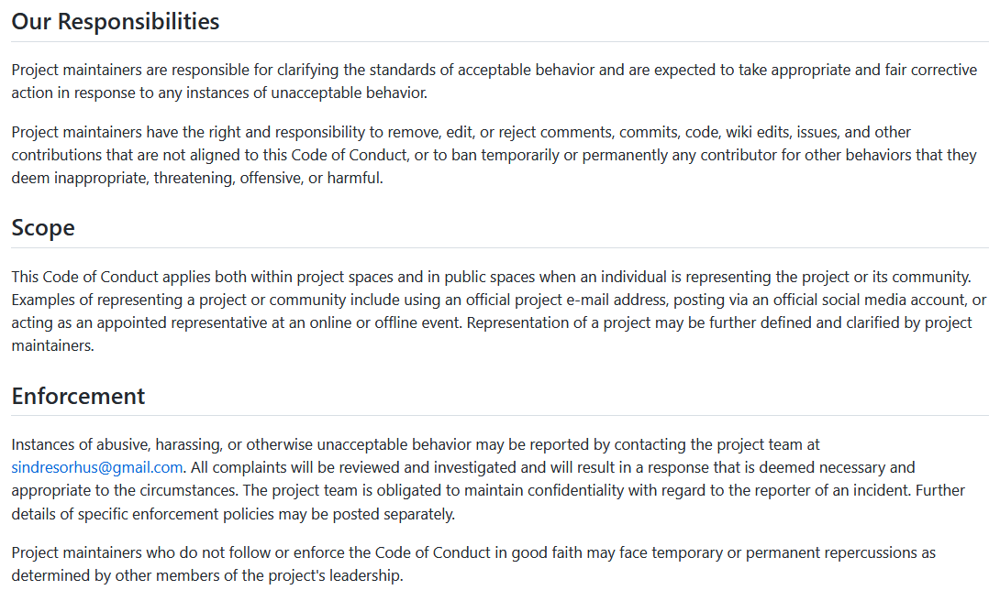 Our Responsibilities
Project maintainers are responsible for clarifying the standards of acceptable behavior and are expected to take appropriate and fair corrective
action in response to any instances of unacceptable behavior.
Project maintainers have the right and responsibility to remove, edit, or reject comments, commits, code, wiki edits, issues, and other
contributions that are not aligned to this Code of Conduct, or to ban temporarily or permanently any contributor for other behaviors that they
deem inappropriate, threatening, offensive, or harmful.
Scope
This Code of Conduct applies both within project spaces and in public spaces when an individual is representing the project or its community.
Examples of representing a project or community include using an official project e-mail address, posting via an official social media account, or
acting as an appointed representative at an online or offline event. Representation of a project may be further defined and clarified by project
maintainers.
Enforcement
Instances of abusive, harassing, or otherwise unacceptable behavior may be reported by contacting the project team at
sindresorhus@gmail.com. All complaints will be reviewed and investigated and will result in a response that is deemed necessary and
appropriate to the circumstances. The project team is obligated to maintain confidentiality with regard to the reporter of an incident. Further
details of specific enforcement policies may be posted separately.
Project maintainers who do not follow or enforce the Code of Conduct in good faith may face temporary or permanent repercussions as
determined by other members of the project's leadership.